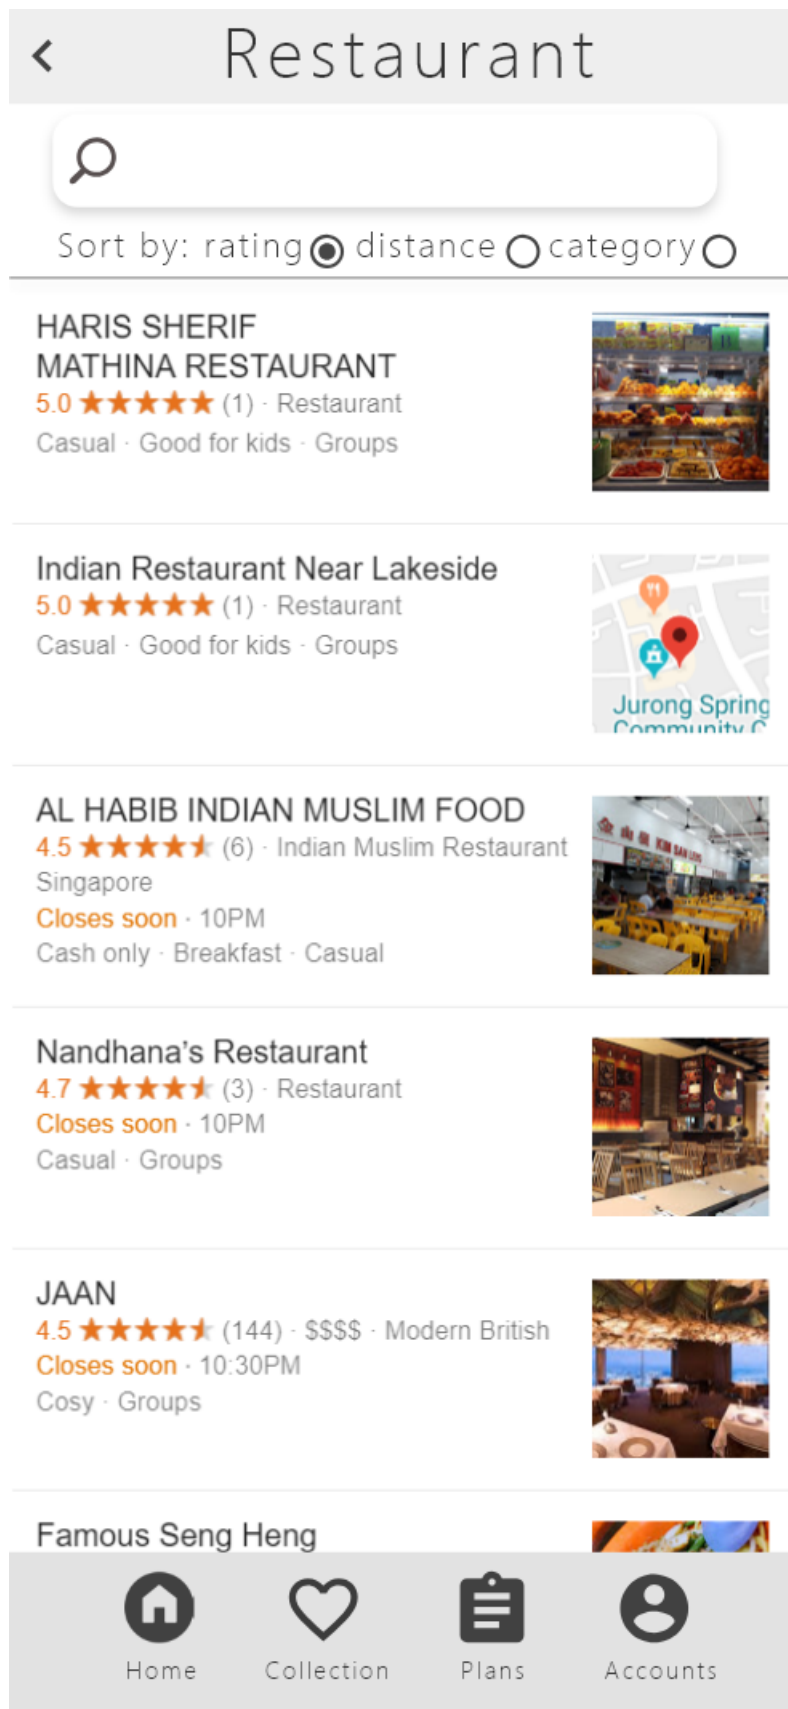 Restaurant
Sort by: rating distance category
HARIS SHERIF
MATHINA RESTAURANT
5.0 (1) · Restaurant
Casual · Good for kids · Groups
Indian Restaurant Near Lakeside
5.0 (1) · Restaurant
Casual · Good for kids · Groups
Jurong Spring
Community C
AL HABIB INDIAN MUSLIM FOOD
4.5 (6) · Indian Muslim Restaurant
Singapore
Closes soon · 10PM
Cash only · Breakfast · Casual
KIM SAN LENG
Nandhana’s Restaurant
4.7 (3) · Restaurant
Closes soon · 10PM
Casual · Groups
JAAN
4.5 (144) · $$$$ · Modern British
Closes soon · 10:30PM
Cosy · Groups
Famous Seng Heng
Home Collection Plans Accounts